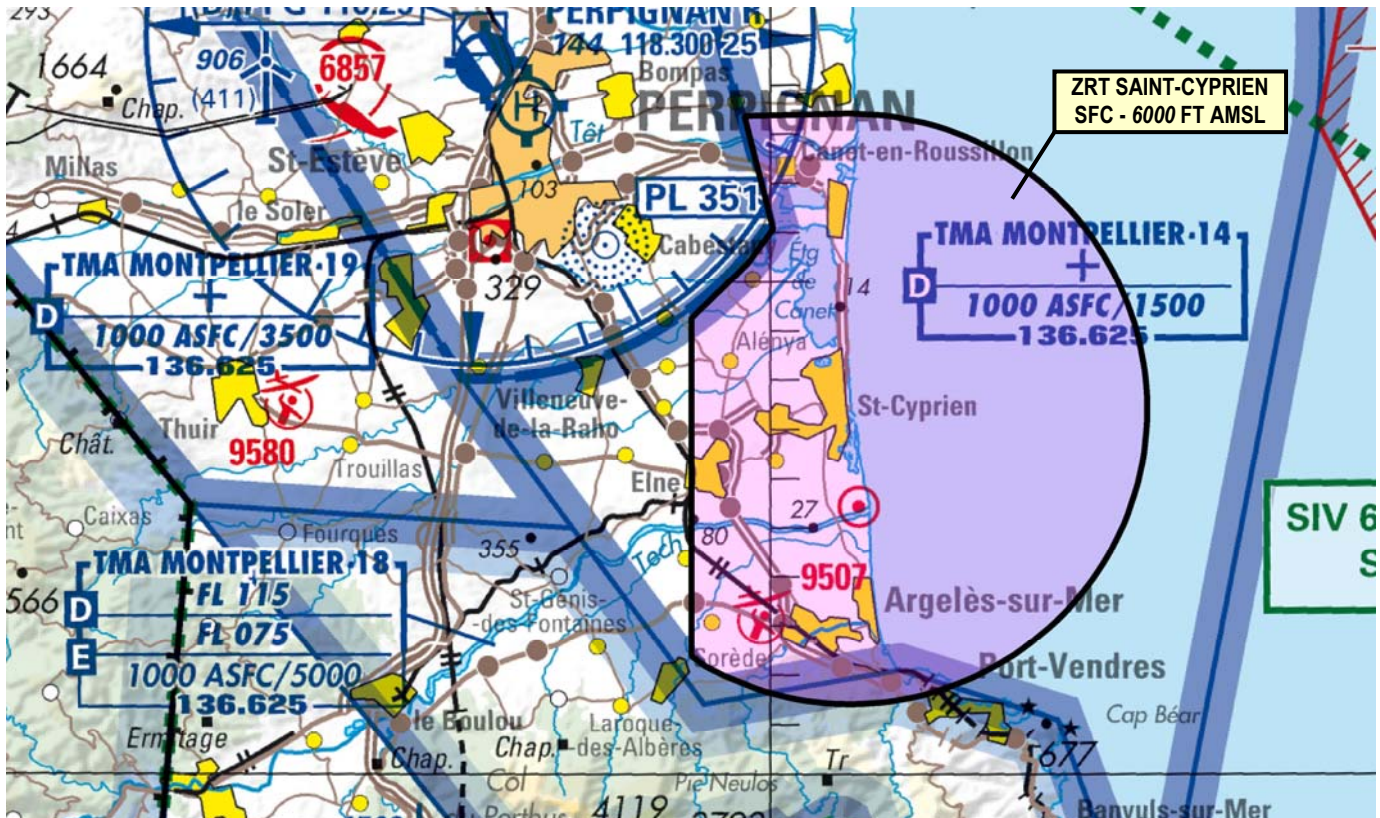 293
PERPIGNAN
144 118.300 25
906
(411)
6857
1664
Chap.
Bompas
PERPIGNAN
ZRT SAINT-CYPRIEN
SFC - 6000 FT AMSL
Têt
Canet-en-Roussillon
Millas
St-Estève
103
le Soler
PL 351
Cabestany
TMA MONTPELLIER·19
D
1000 ASFC/3500
136.625
329
Étg
de
Canet
14
TMA MONTPELLIER·14
D
1000 ASFC/1500
136.625
Alénya
Villeneuve-
-de-la-Raho
St-Cyprien
Thuir
Chât.
9580
Trouillas
Elne
Caixas
Fourques
355
Tech
80
27
SIV 6
S
TMA MONTPELLIER·18
D
FL 115
FL 075
E
1000 ASFC/5000
136.625
566
St-Génis-
-des-Fontaines
9507
Argelès-sur-Mer
Sorède
Port-Vendres
Cap Béar
677
Ermitage
le Boulou
Chap.
Laroque-
-des-Albères
Chap.
Col
Pic Neulos
Tr
4119
Banyuls-sur-Mer